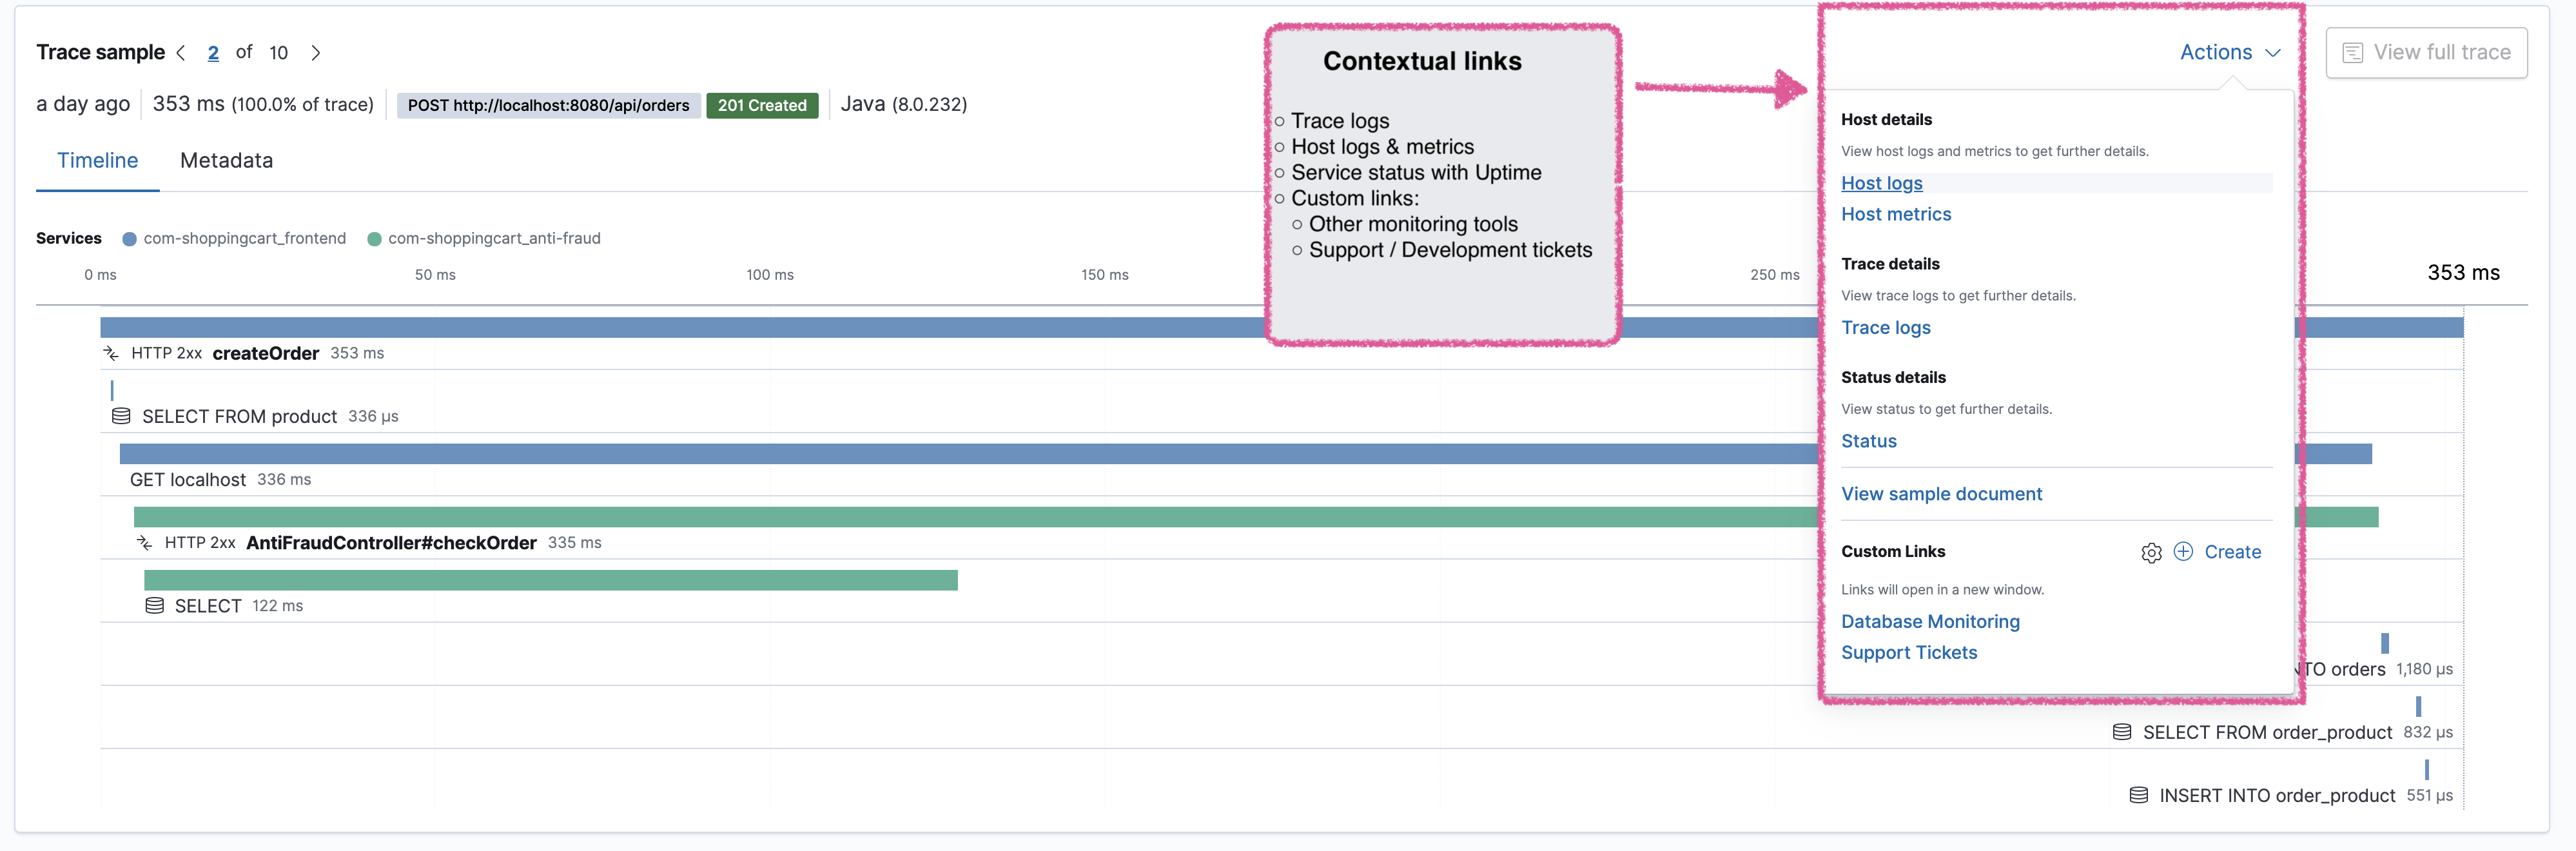 Trace sample < 2 of 10 >
a day ago 353 ms (100.0% of trace) POST http://localhost:8080/api/orders 201 Created Java (8.0.232)
Timeline Metadata
Services com-shoppingcart_frontend com-shoppingcart_anti-fraud
0 ms 50 ms 100 ms 150 ms 250 ms 353 ms
HTTP 2xx createOrder 353 ms
SELECT FROM product 336 μs
GET localhost 336 ms
HTTP 2xx AntiFraudController#checkOrder 335 ms
SELECT 122 ms
NTO orders 1,180 μs
SELECT FROM order_product 832 μs
INSERT INTO order_product 551 μs
Contextual links
Trace logs
Host logs & metrics
Service status with Uptime
Custom links:
Other monitoring tools
Support / Development tickets
Actions
View full trace
Host details
View host logs and metrics to get further details.
Host logs
Host metrics
Trace details
View trace logs to get further details.
Trace logs
Status details
View status to get further details.
Status
View sample document
Custom Links Create
Links will open in a new window.
Database Monitoring
Support Tickets